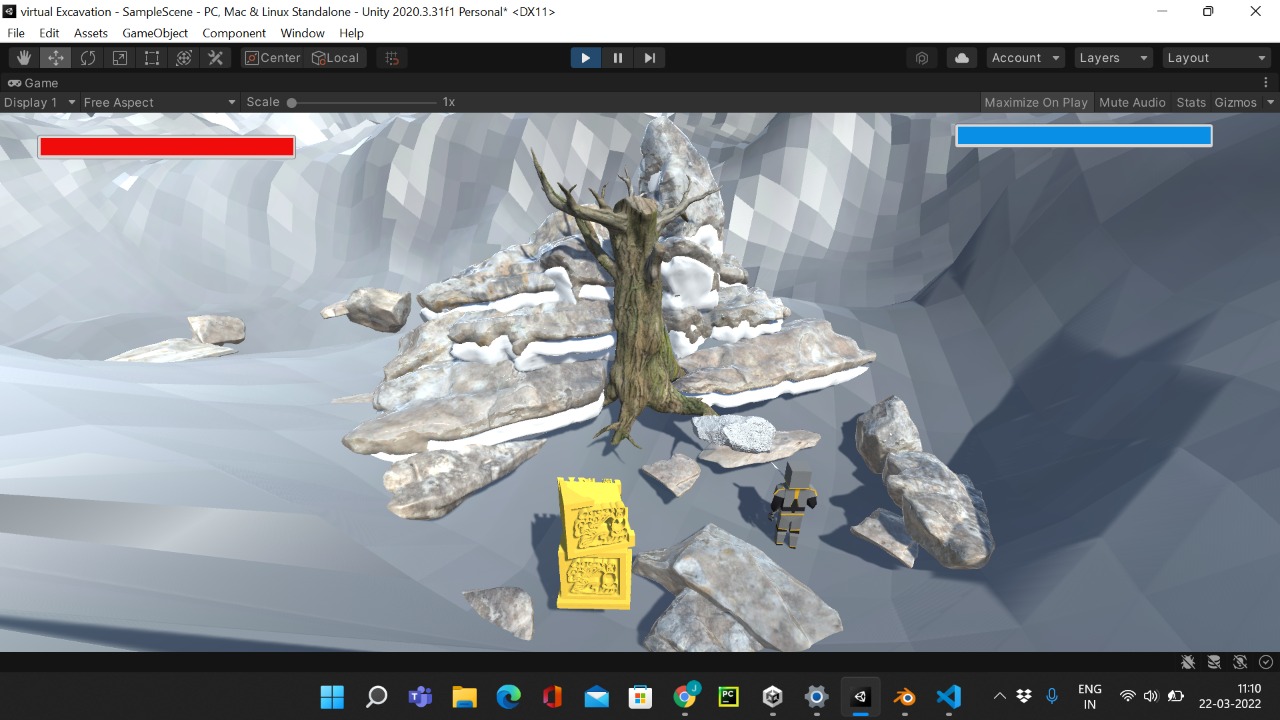 virtual Excavation - SampleScene - PC, Mac & Linux Standalone - Unity 2020.3.31f1 Personal* <DX11>
File Edit Assets GameObject Component Window Help
Center Local Account Layers Layout
Game
Display 1 Free Aspect Scale 1x Maximize On Play Mute Audio Stats Gizmos
ENG 11:10
IN 22-03-2022
J
PC